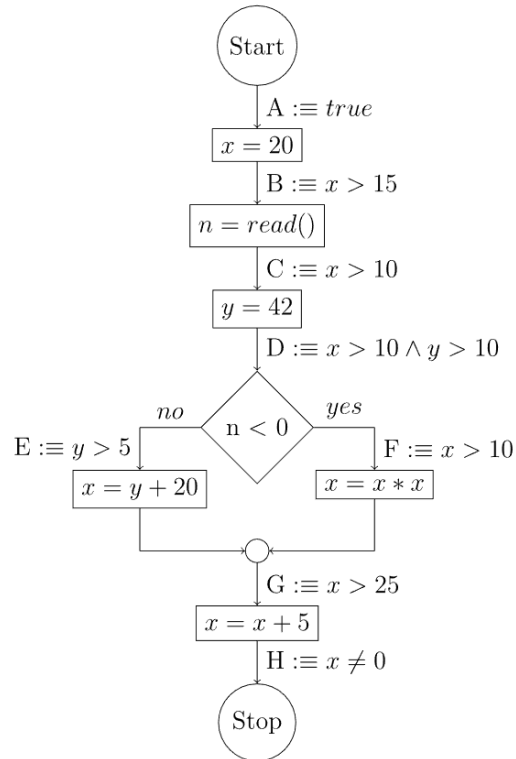 Start
A :≡ true
x = 20
B :≡ x > 15
n = read()
C :≡ x > 10
y = 42
D :≡ x > 10 ∧ y > 10
no
n < 0
yes
E :≡ y > 5
F :≡ x > 10
x = y + 20
x = x ∗ x
G :≡ x > 25
x = x + 5
H :≡ x ≠ 0
Stop